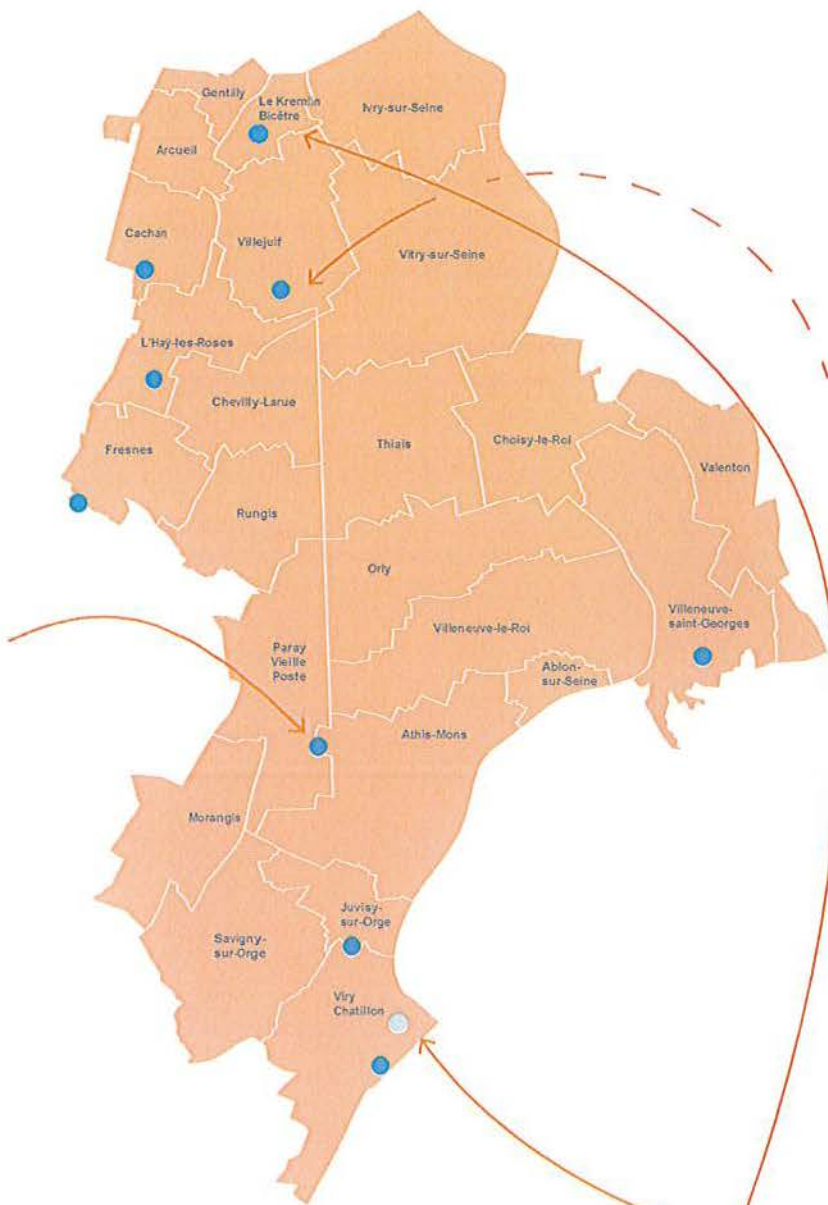 Gentilly
Le Kremlin
Bicêtre
Ivry-sur-Seine
Arcueil
Cachan
Villejuif
Vitry-sur-Seine
L'Haÿ-les-Roses
Chevilly-Larue
Thiais
Choisy-le-Roi
Fresnes
Valenton
Rungis
Orly
Villeneuve-le-Roi
Villeneuve-
saint-Georges
Paray
Vieille
Poste
Ablon-
sur-Seine
Athis-Mons
Morangis
Juvisy-
sur-Orge
Savigny-
sur-Orge
Viry
Chatillon